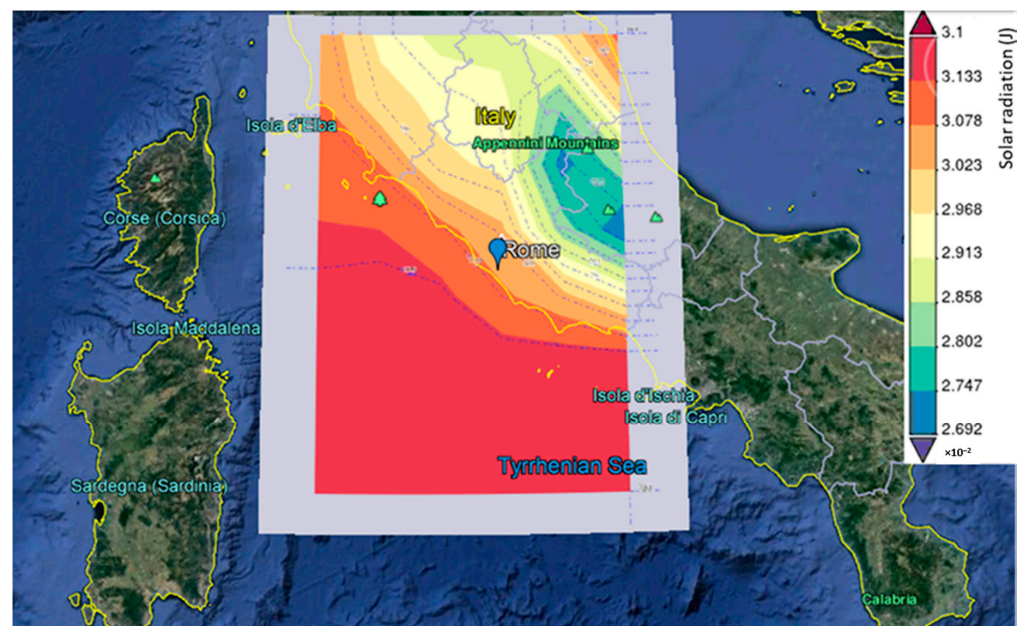 3.1
Solar radiation (J)
3.133
3.078
3.023
2.968
2.913
2.858
2.802
2.747
2.692
×10⁻²
Italy
Isola d'Elba
Appennini Mountains
Corse (Corsica)
Rome
Isola Maddalena
Isola d'Ischia
Isola di Capri
Tyrrhenian Sea
Sardegna (Sardinia)
Calabria